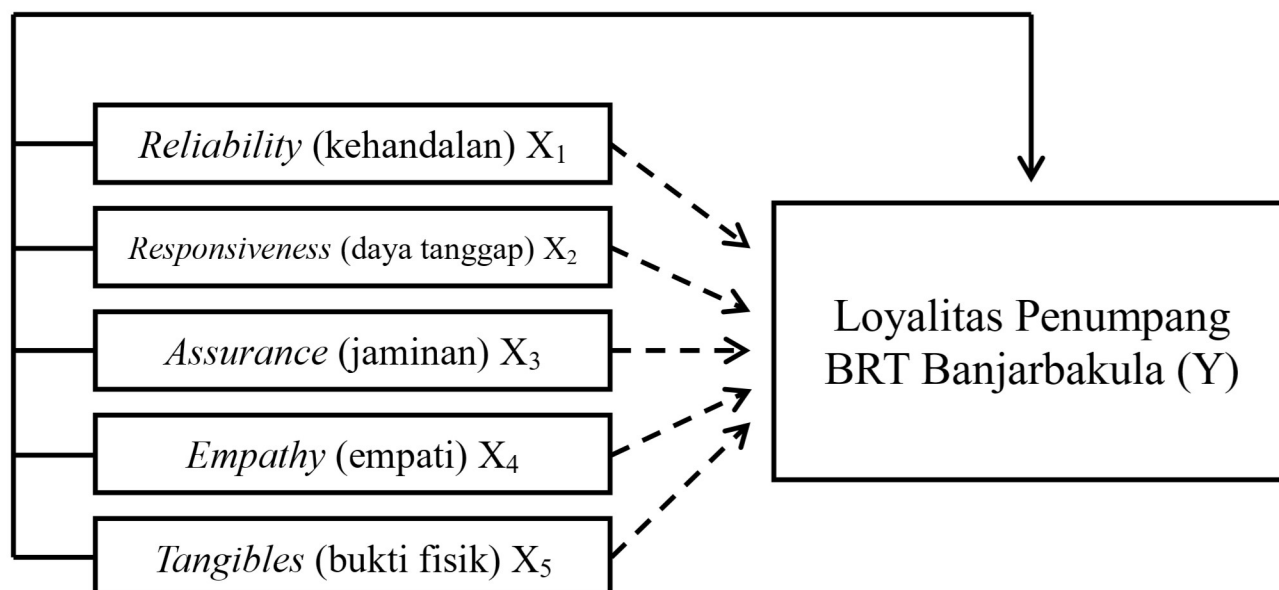 Reliability (kehandalan) X₁
Responsiveness (daya tanggap) X₂
Assurance (jaminan) X₃
Empathy (empati) X₄
Tangibles (bukti fisik) X₅
Loyalitas Penumpang
BRT Banjarbakula (Y)